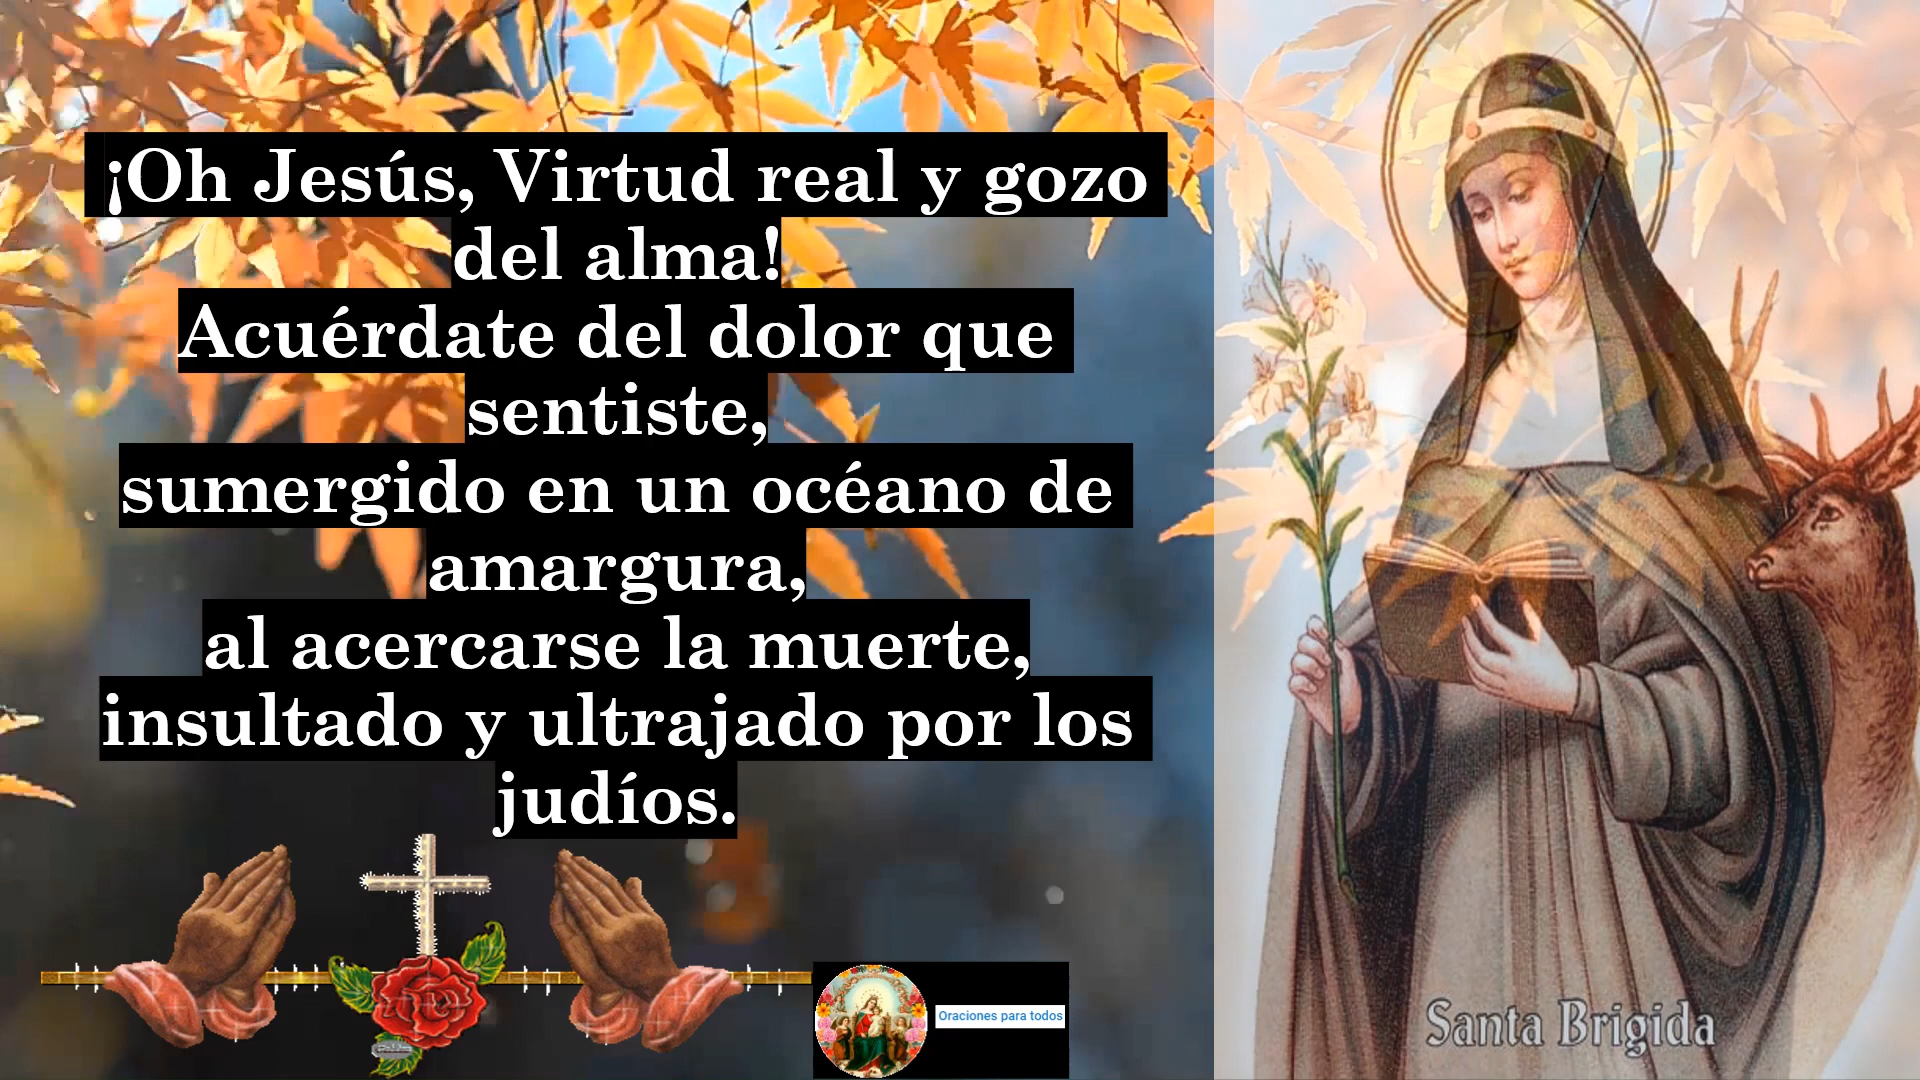 ¡Oh Jesús, Virtud real y gozo
del alma!
Acuérdate del dolor que
sentiste,
sumergido en un océano de
amargura,
al acercarse la muerte,
insultado y ultrajado por los
judíos.
Oraciones para todos
Santa Brigida